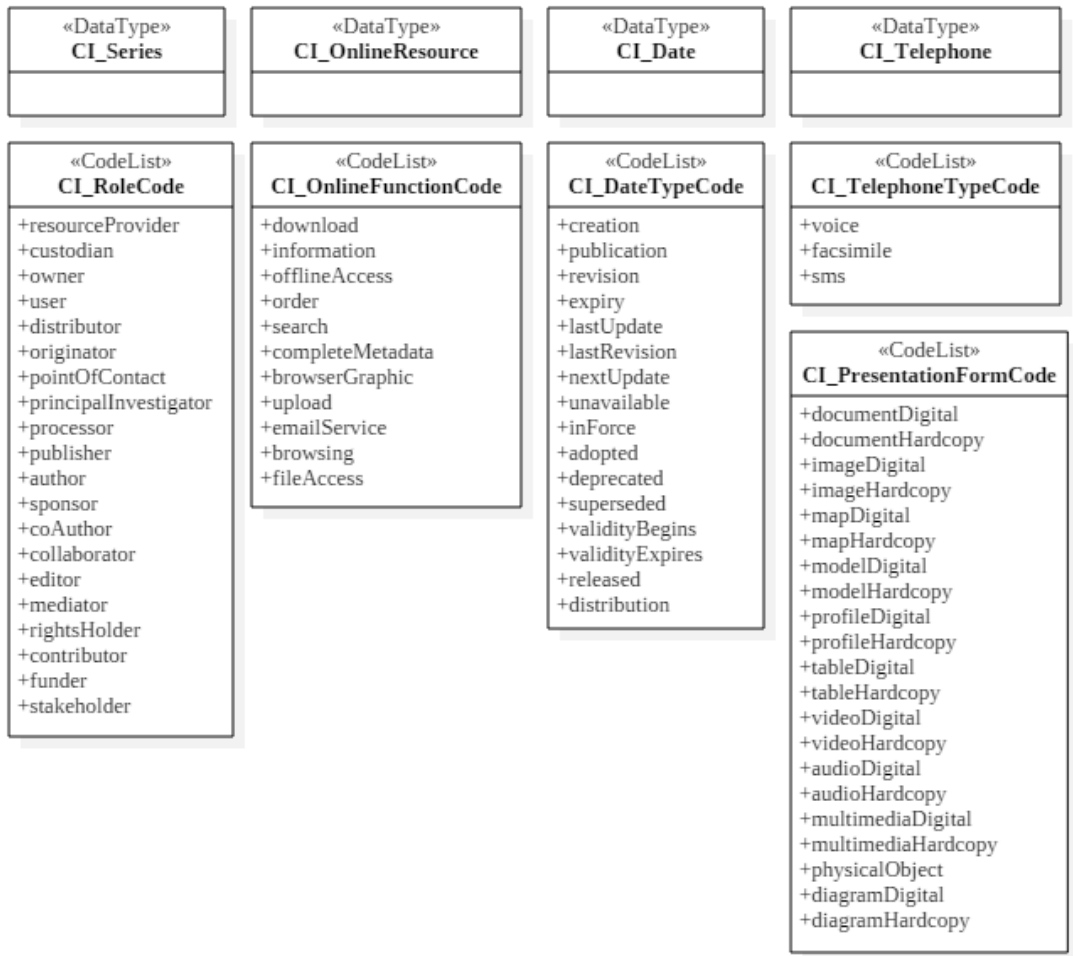 «DataType»
CI_Series
«DataType»
CI_OnlineResource
«DataType»
CI_Date
«DataType»
CI_Telephone
«CodeList»
CI_RoleCode
+resourceProvider
+custodian
+owner
+user
+distributor
+originator
+pointOfContact
+principalInvestigator
+processor
+publisher
+author
+sponsor
+coAuthor
+collaborator
+editor
+mediator
+rightsHolder
+contributor
+funder
+stakeholder
«CodeList»
CI_OnlineFunctionCode
+download
+information
+offlineAccess
+order
+search
+completeMetadata
+browserGraphic
+upload
+emailService
+browsing
+fileAccess
«CodeList»
CI_DateTypeCode
+creation
+publication
+revision
+expiry
+lastUpdate
+lastRevision
+nextUpdate
+unavailable
+inForce
+adopted
+deprecated
+superseded
+validityBegins
+validityExpires
+released
+distribution
«CodeList»
CI_TelephoneTypeCode
+voice
+facsimile
+sms
«CodeList»
CI_PresentationFormCode
+documentDigital
+documentHardcopy
+imageDigital
+imageHardcopy
+mapDigital
+mapHardcopy
+modelDigital
+modelHardcopy
+profileDigital
+profileHardcopy
+tableDigital
+tableHardcopy
+videoDigital
+videoHardcopy
+audioDigital
+audioHardcopy
+multimediaDigital
+multimediaHardcopy
+physicalObject
+diagramDigital
+diagramHardcopy